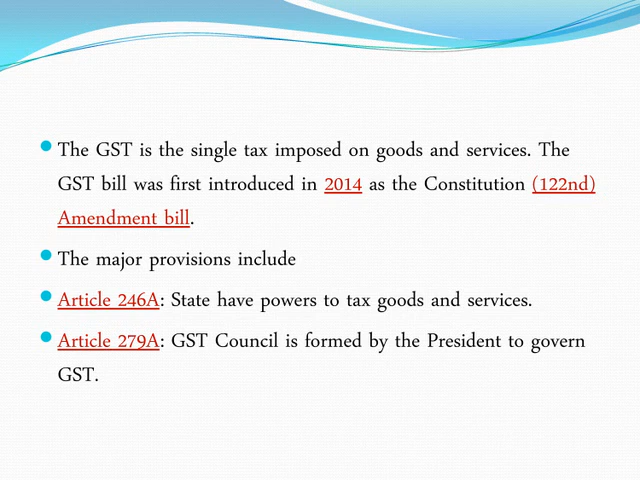 The GST is the single tax imposed on goods and services. The
GST bill was first introduced in 2014 as the Constitution (122nd)
Amendment bill.
The major provisions include
Article 246A: State have powers to tax goods and services.
Article 279A: GST Council is formed by the President to govern
GST.